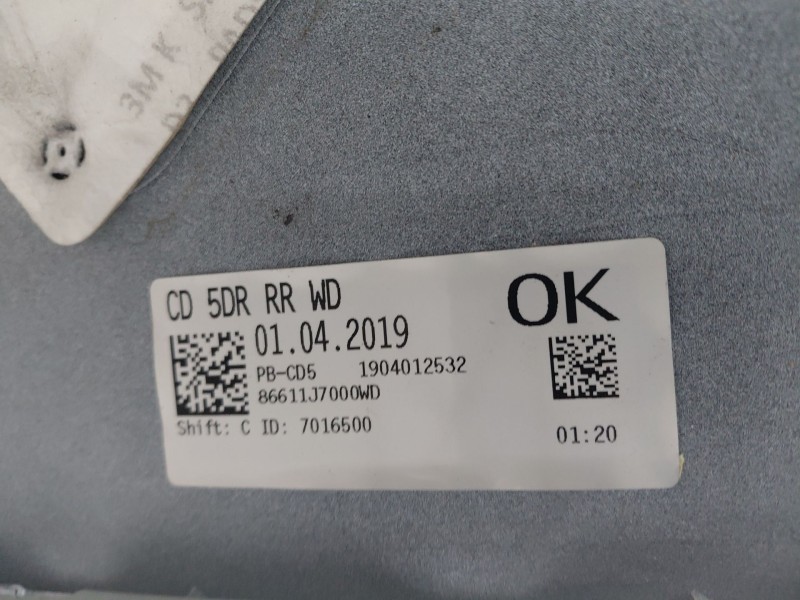 3M K
CD 5DR RR WD
OK
01.04.2019
PB-CD5 1904012532
86611J7000WD
Shift: C ID: 7016500
01:20